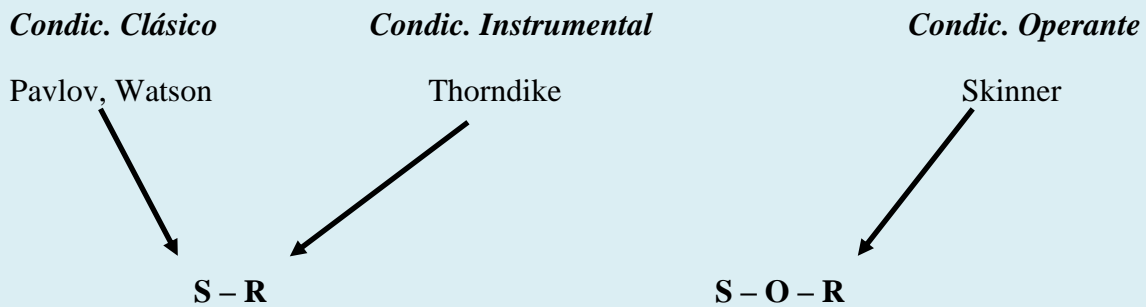 Condic. Clásico Condic. Instrumental Condic. Operante
Pavlov, Watson Thorndike Skinner
S – R S – O – R